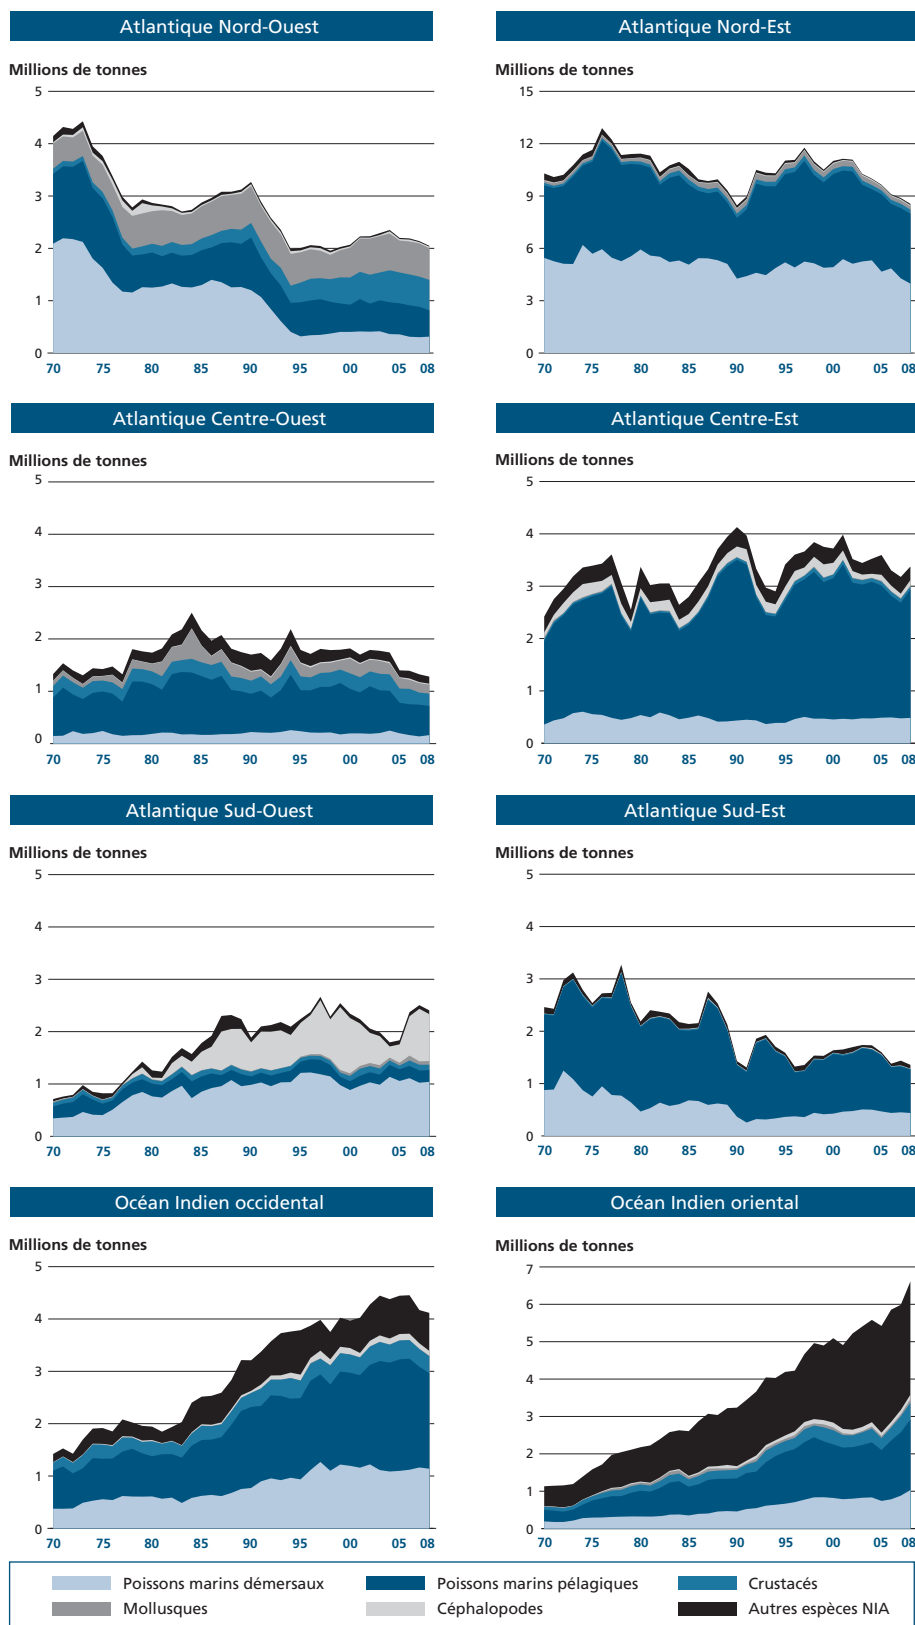 Atlantique Nord-Ouest
Millions de tonnes
5
4
3
2
1
0
70 75 80 85 90 95 00 05 08
Atlantique Nord-Est
Millions de tonnes
15
12
9
6
3
0
70 75 80 85 90 95 00 05 08
Atlantique Centre-Ouest
Millions de tonnes
5
4
3
2
1
0
70 75 80 85 90 95 00 05 08
Atlantique Centre-Est
Millions de tonnes
5
4
3
2
1
0
70 75 80 85 90 95 00 05 08
Atlantique Sud-Ouest
Millions de tonnes
5
4
3
2
1
0
70 75 80 85 90 95 00 05 08
Atlantique Sud-Est
Millions de tonnes
5
4
3
2
1
0
70 75 80 85 90 95 00 05 08
Océan Indien occidental
Millions de tonnes
5
4
3
2
1
0
70 75 80 85 90 95 00 05 08
Océan Indien oriental
Millions de tonnes
7
6
5
4
3
2
1
0
70 75 80 85 90 95 00 05 08
Poissons marins démersaux Poissons marins pélagiques Crustacés
Mollusques Céphalopodes Autres espèces NIA